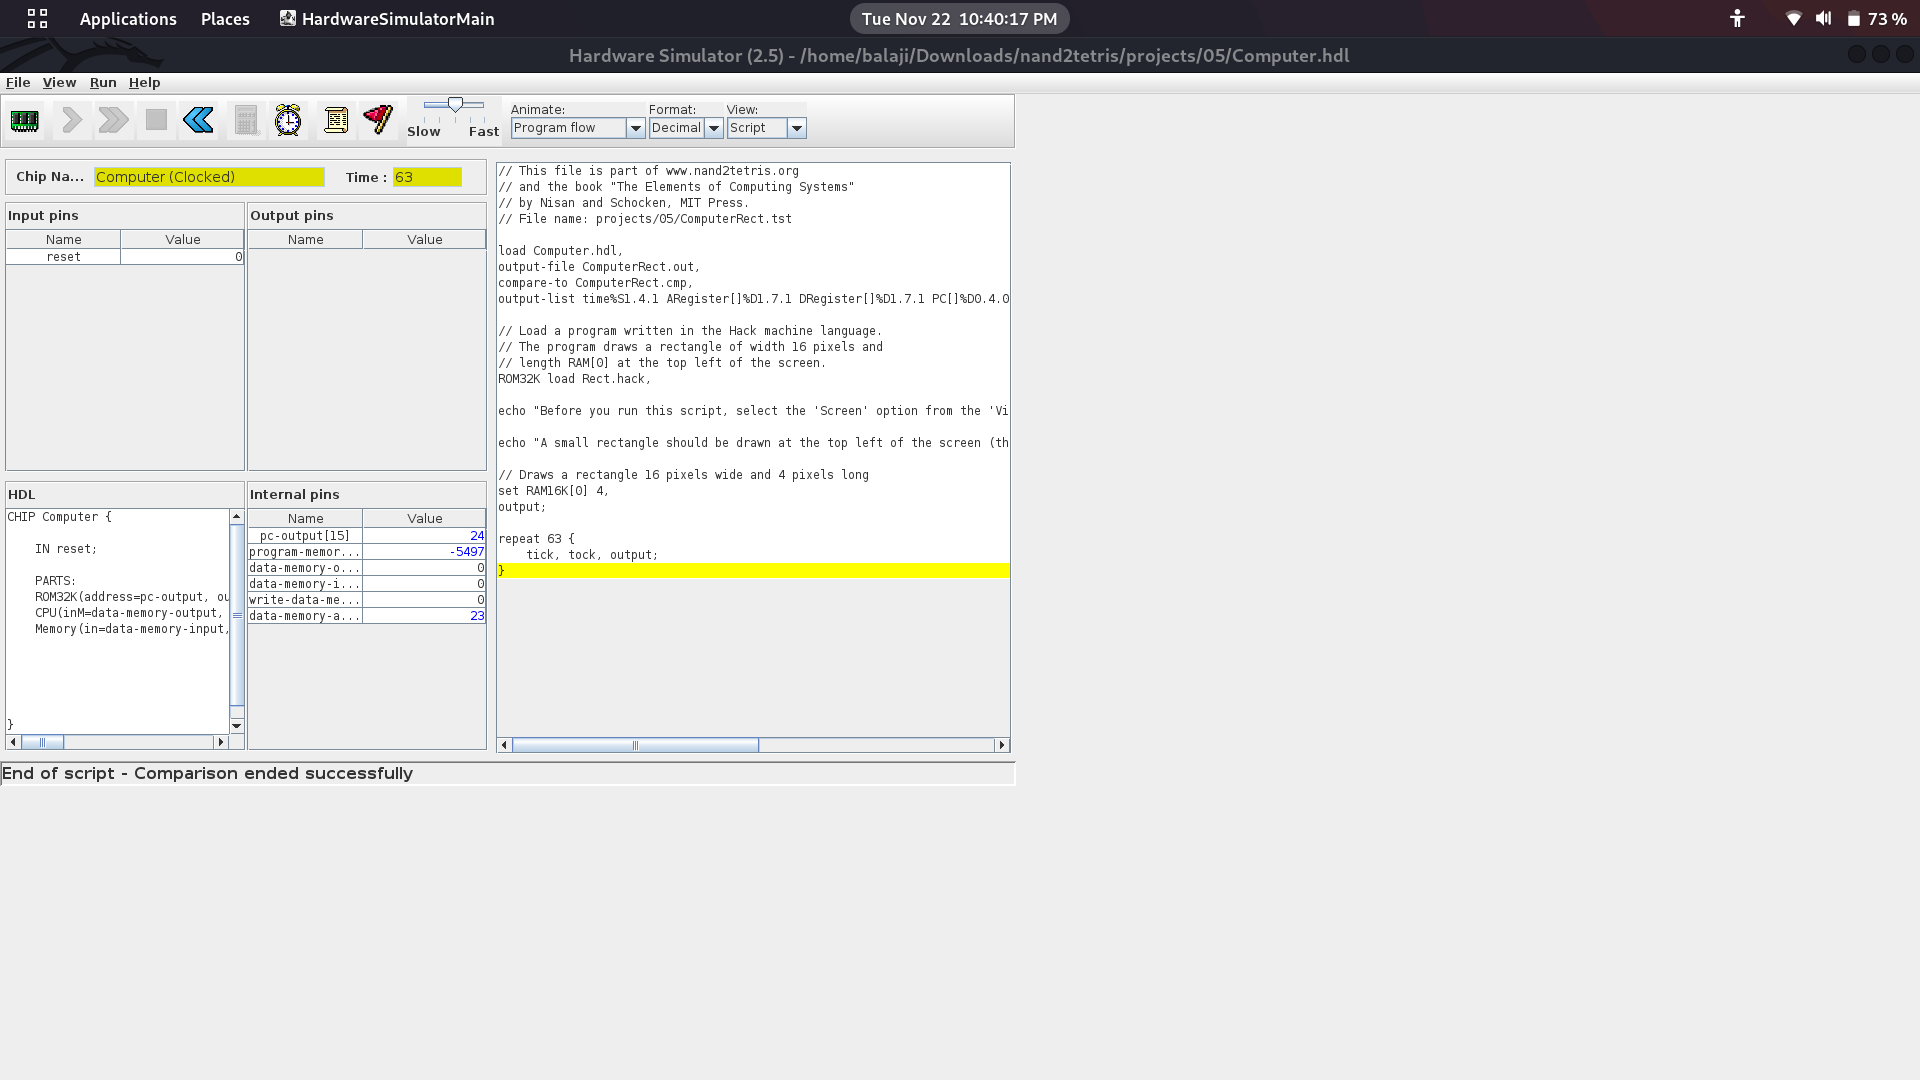 Applications Places HardwareSimulatorMain Tue Nov 22 10:40:17 PM 73 %
Hardware Simulator (2.5) - /home/balaji/Downloads/nand2tetris/projects/05/Computer.hdl
File View Run Help
Slow Fast
Animate: Format: View:
Program flow Decimal Script
Chip Na... Computer (Clocked) Time : 63
Input pins
Name Value
reset 0
Output pins
Name Value
HDL
CHIP Computer {
IN reset;
PARTS:
ROM32K(address=pc-output, ou
CPU(inM=data-memory-output,
Memory(in=data-memory-input,
}
Internal pins
Name Value
pc-output[15] 24
program-memor... -5497
data-memory-o... 0
data-memory-i... 0
write-data-me... 0
data-memory-a... 23
// This file is part of www.nand2tetris.org
// and the book "The Elements of Computing Systems"
// by Nisan and Schocken, MIT Press.
// File name: projects/05/ComputerRect.tst
load Computer.hdl,
output-file ComputerRect.out,
compare-to ComputerRect.cmp,
output-list time%S1.4.1 ARegister[]%D1.7.1 DRegister[]%D1.7.1 PC[]%D0.4.0
// Load a program written in the Hack machine language.
// The program draws a rectangle of width 16 pixels and
// length RAM[0] at the top left of the screen.
ROM32K load Rect.hack,
echo "Before you run this script, select the 'Screen' option from the 'Vi
echo "A small rectangle should be drawn at the top left of the screen (th
// Draws a rectangle 16 pixels wide and 4 pixels long
set RAM16K[0] 4,
output;
repeat 63 {
tick, tock, output;
}
End of script - Comparison ended successfully